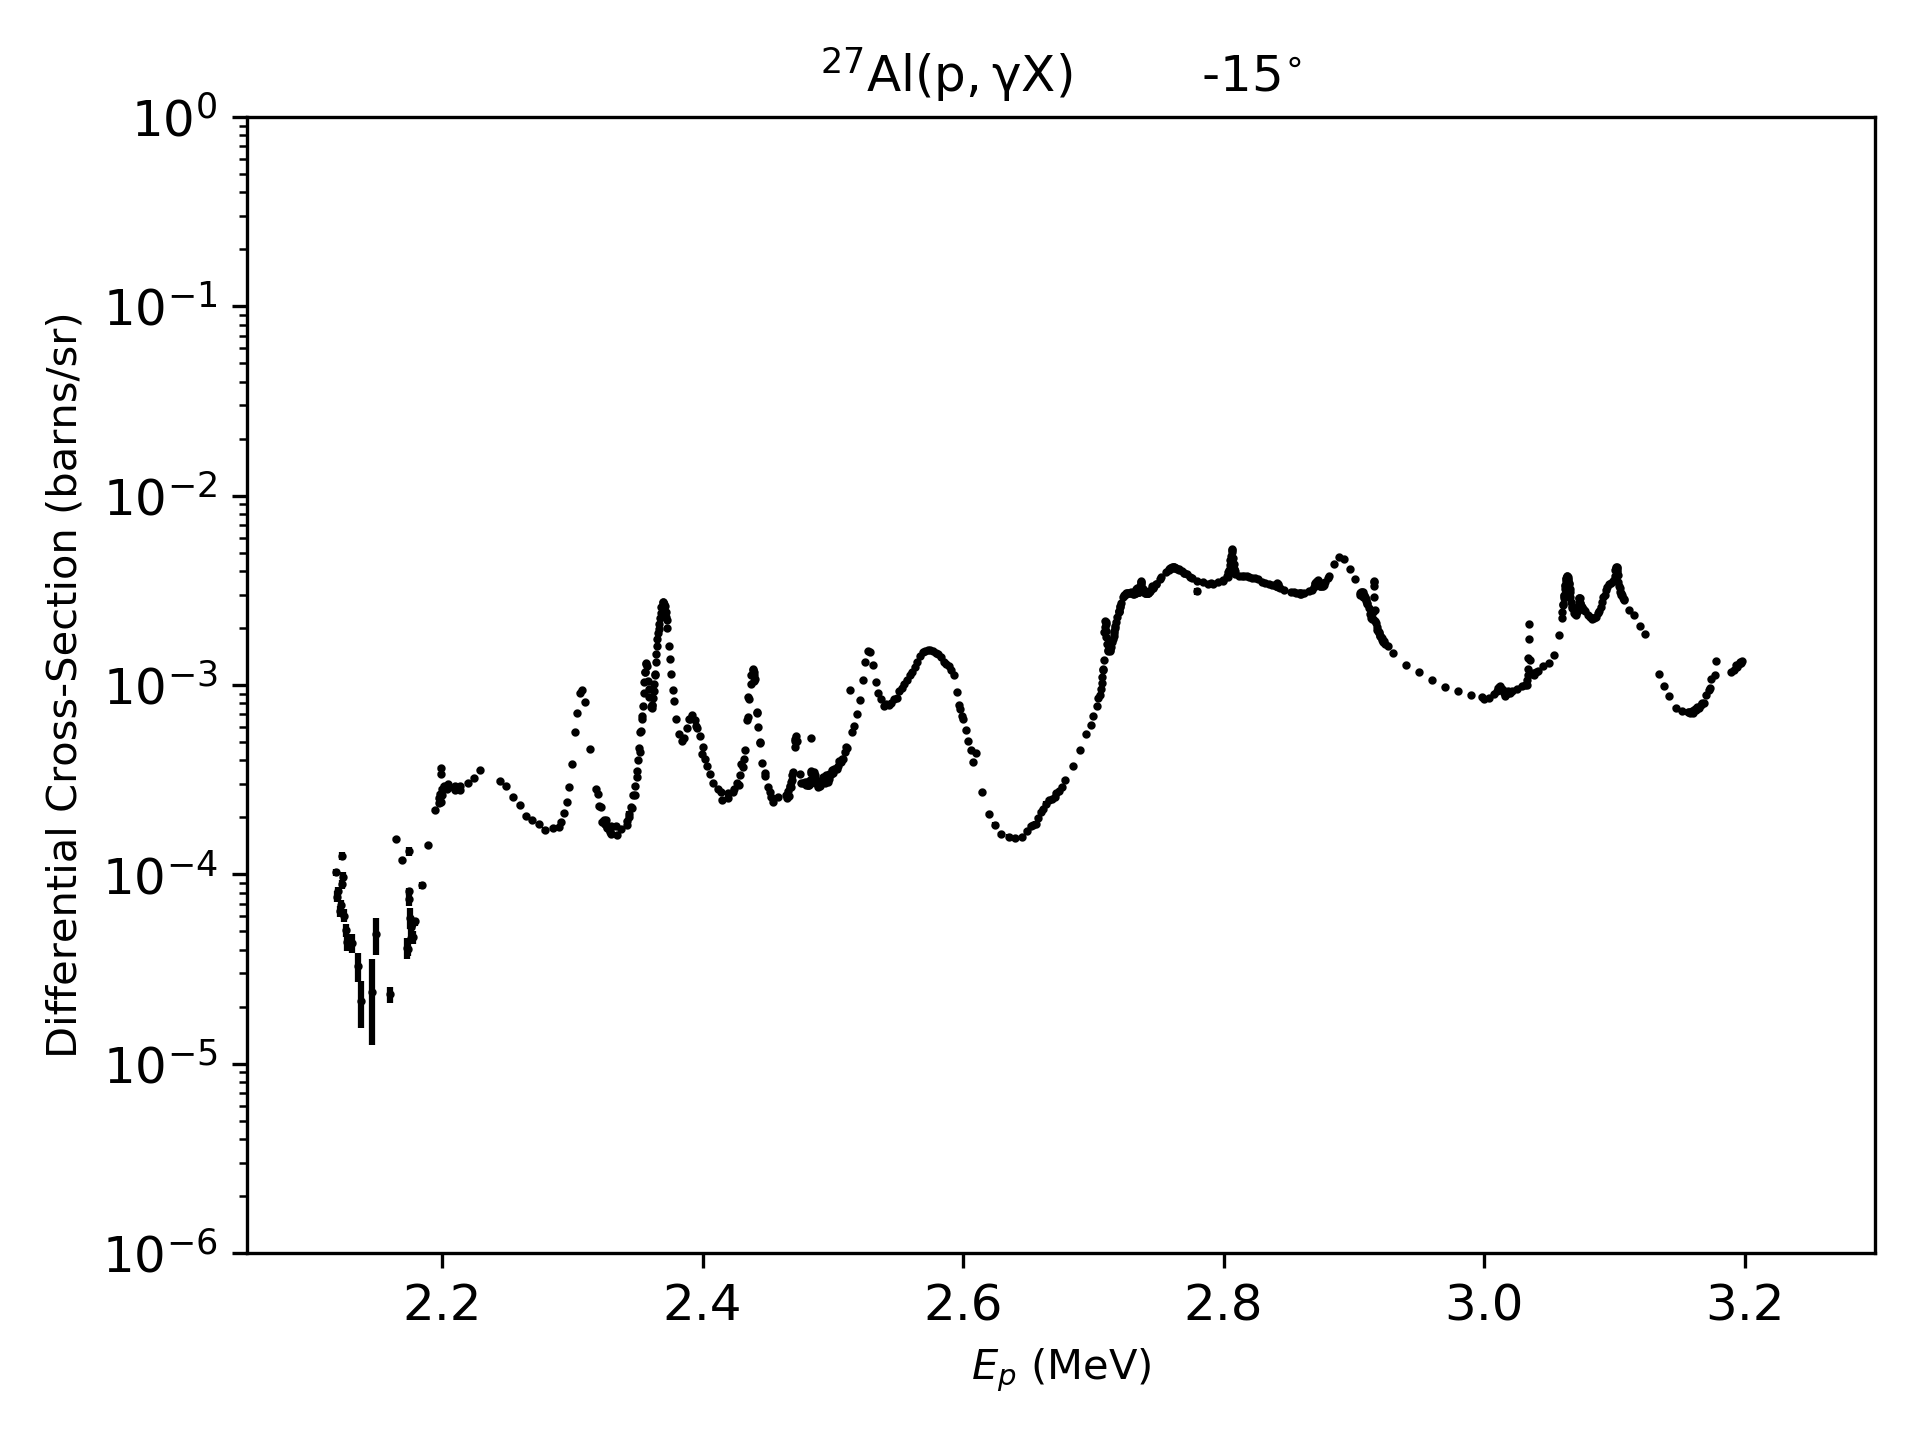 ²⁷Al(p, γX) -15°
10⁰
10⁻¹
10⁻²
10⁻³
10⁻⁴
10⁻⁵
10⁻⁶
Differential Cross-Section (barns/sr)
2.2 2.4 2.6 2.8 3.0 3.2
Eₚ (MeV)